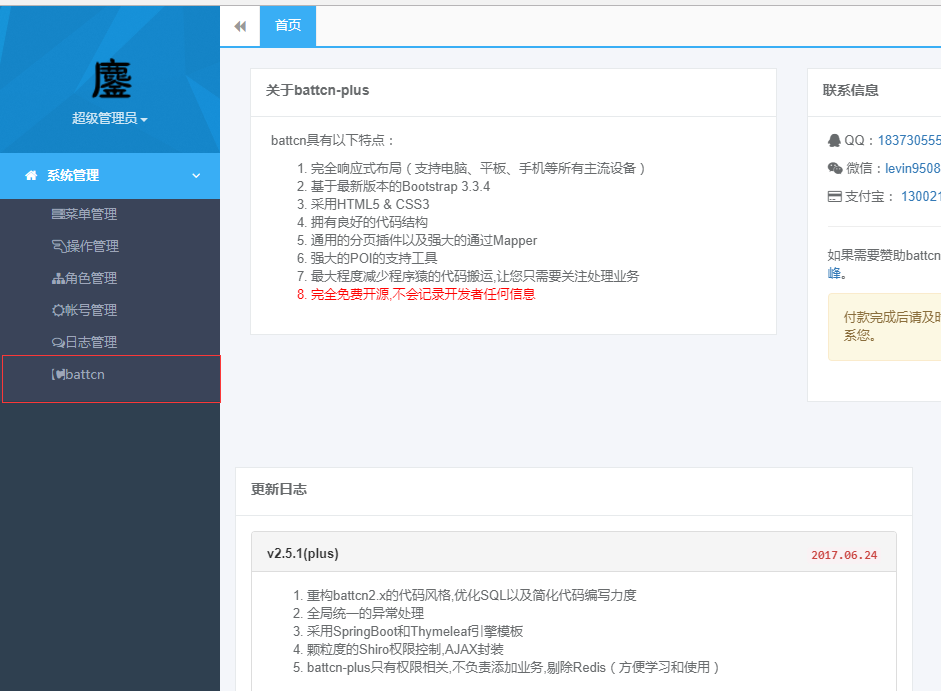 首页
鏖
超级管理员
系统管理
菜单管理
操作管理
角色管理
帐号管理
日志管理
battcn
关于battcn-plus
battcn具有以下特点：
1. 完全响应式布局（支持电脑、平板、手机等所有主流设备）
2. 基于最新版本的Bootstrap 3.3.4
3. 采用HTML5 & CSS3
4. 拥有良好的代码结构
5. 通用的分页插件以及强大的通过Mapper
6. 强大的POI的支持工具
7. 最大程度减少程序猿的代码搬运,让您只需要关注处理业务
8. 完全免费开源,不会记录开发者任何信息
联系信息
QQ：183730555
微信：levin9508
支付宝： 13002
如果需要赞助battcn
峰。
付款完成后请及
系您。
更新日志
v2.5.1(plus)
2017.06.24
1. 重构battcn2.x的代码风格,优化SQL以及简化代码编写力度
2. 全局统一的异常处理
3. 采用SpringBoot和Thymeleaf引擎模板
4. 颗粒度的Shiro权限控制,AJAX封装
5. battcn-plus只有权限相关,不负责添加业务,剔除Redis（方便学习和使用）